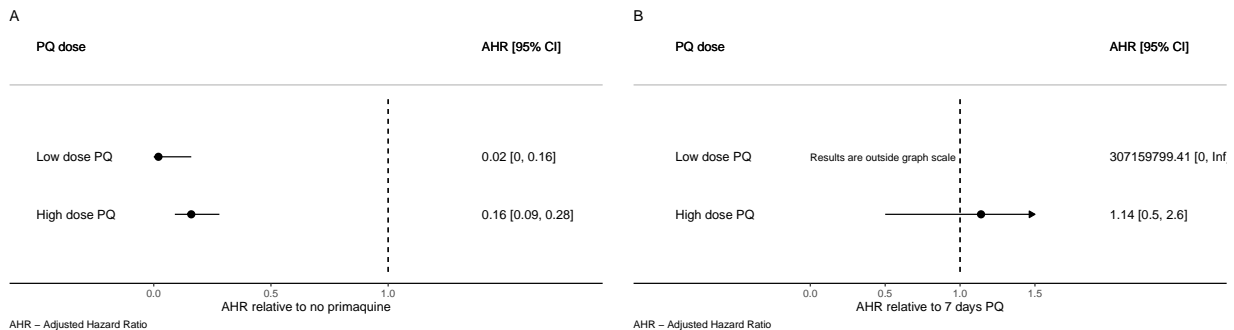 A
PQ dose AHR [95% CI]
Low dose PQ 0.02 [0, 0.16]
High dose PQ 0.16 [0.09, 0.28]
0.0 0.5 1.0
AHR relative to no primaquine
AHR − Adjusted Hazard Ratio
B
PQ dose AHR [95% CI]
Low dose PQ Results are outside graph scale 307159799.41 [0, Inf
High dose PQ 1.14 [0.5, 2.6]
0.0 0.5 1.0 1.5
AHR relative to 7 days PQ
AHR − Adjusted Hazard Ratio